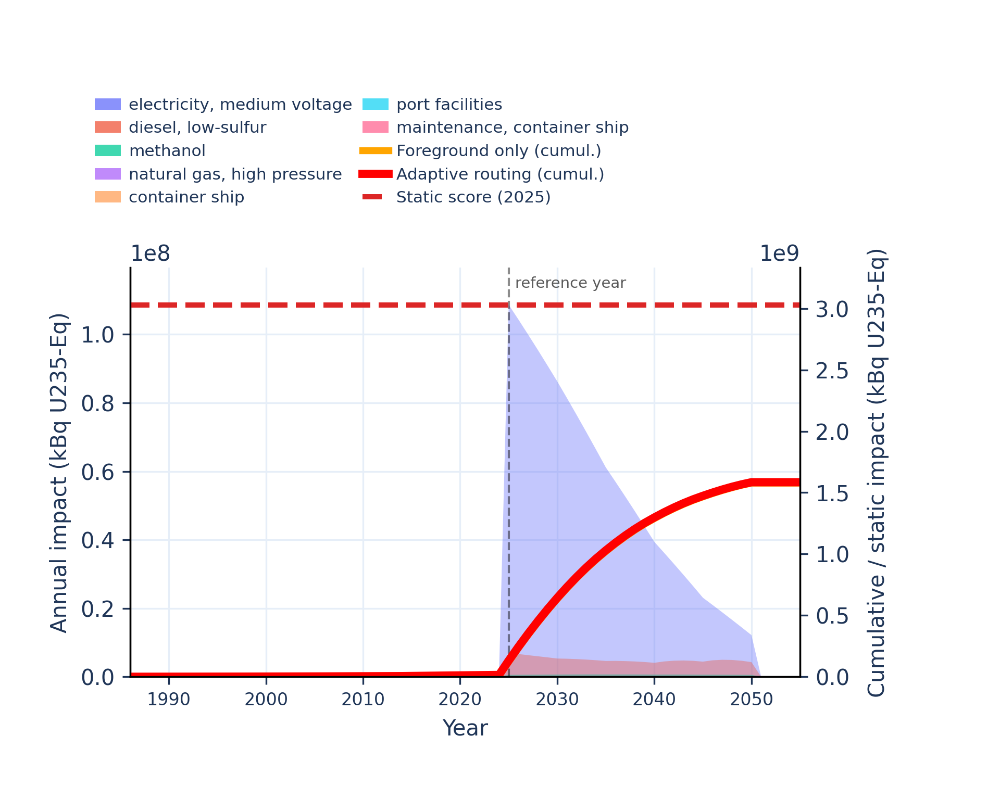 electricity, medium voltage
diesel, low-sulfur
methanol
natural gas, high pressure
container ship
port facilities
maintenance, container ship
Foreground only (cumul.)
Adaptive routing (cumul.)
Static score (2025)
1e8
1e9
reference year
Annual impact (kBq U235-Eq)
1.0
0.8
0.6
0.4
0.2
0.0
3.0
2.5
2.0
1.5
1.0
0.5
0.0
Cumulative / static impact (kBq U235-Eq)
1990 2000 2010 2020 2030 2040 2050
Year